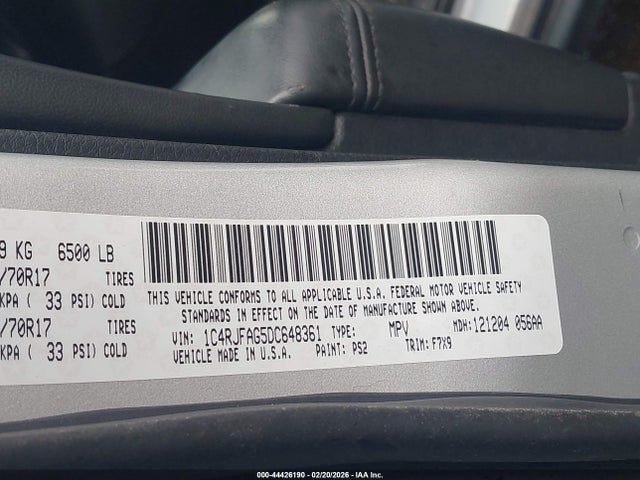 9 KG 6500 LB
/70R17 TIRES
KPA ( 33 PSI) COLD
/70R17 TIRES
KPA ( 33 PSI) COLD
THIS VEHICLE CONFORMS TO ALL APPLICABLE U.S.A. FEDERAL MOTOR VEHICLE SAFETY
STANDARDS IN EFFECT ON THE DATE OF MANUFACTURE SHOWN ABOVE.
VIN: 1C4RJFAG5DC648361 TYPE: MPV MDH: 121204 056AA
VEHICLE MADE IN U.S.A. PAINT: PS2 TRIM: F7X9
000-44426190 - 02/20/2026 - IAA Inc.